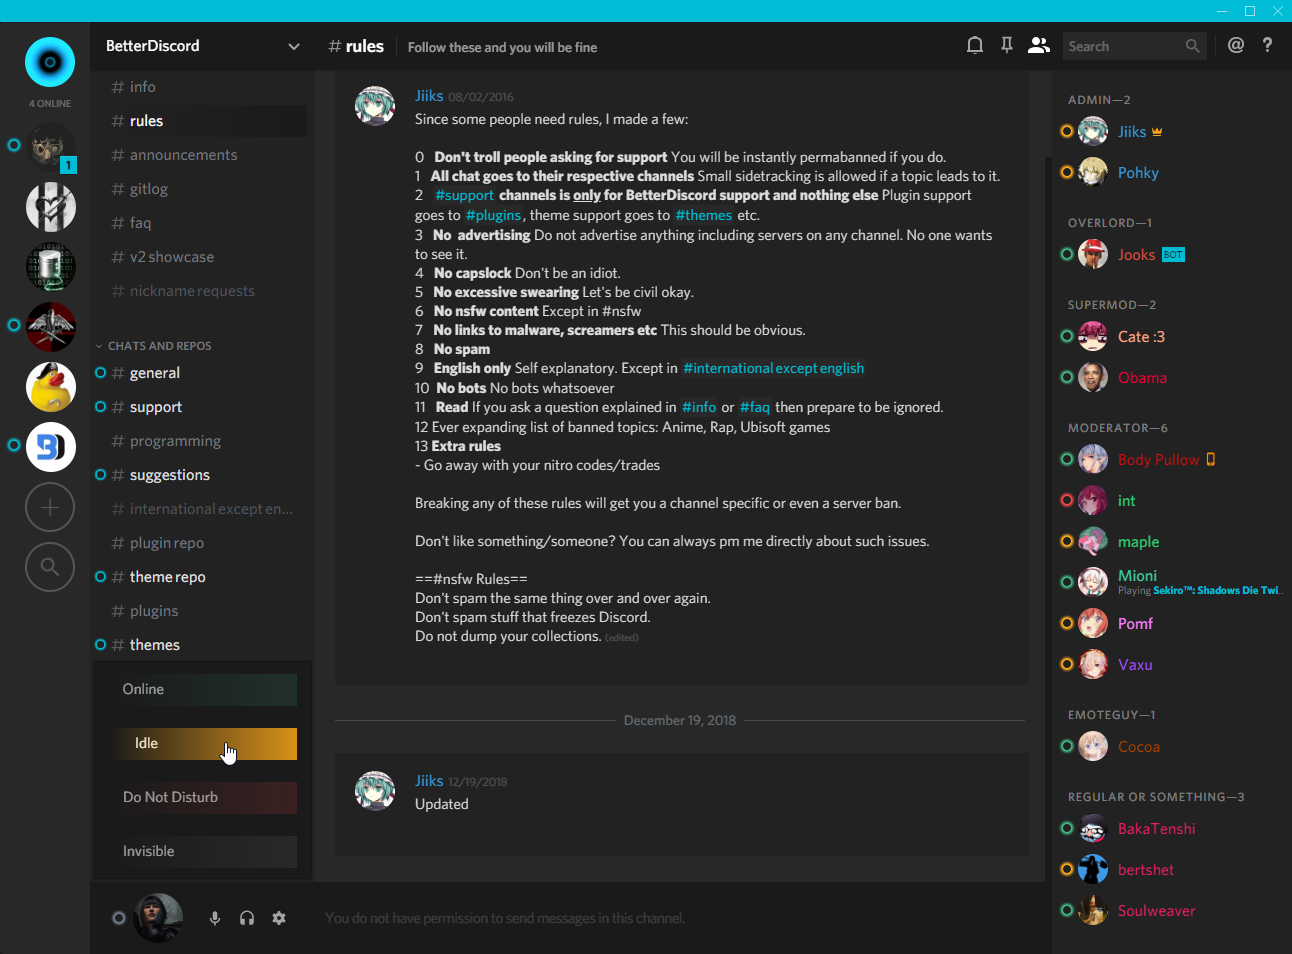 BetterDiscord
# rules
Follow these and you will be fine
Search
@
?
4 ONLINE
1
# info
# rules
# announcements
# gitlog
# faq
# v2showcase
# nickname requests
CHATS AND REPOS
# general
# support
# programming
# suggestions
# international except en...
# plugin repo
# theme repo
# plugins
# themes
Online
Idle
Do Not Disturb
Invisible
Jiiks 08/02/2016
Since some people need rules, I made a few:
0 Don't troll people asking for support You will be instantly permabanned if you do.
1 All chat goes to their respective channels Small sidetracking is allowed if a topic leads to it.
2 #support channels is only for BetterDiscord support and nothing else Plugin support
goes to #plugins, theme support goes to #themes etc.
3 No advertising Do not advertise anything including servers on any channel. No one wants
to see it.
4 No capslock Don't be an idiot.
5 No excessive swearing Let's be civil okay.
6 No nsfw content Except in #nsfw
7 No links to malware, screamers etc This should be obvious.
8 No spam
9 English only Self explanatory. Except in #international except english
10 No bots No bots whatsoever
11 Read If you ask a question explained in #info or #faq then prepare to be ignored.
12 Ever expanding list of banned topics: Anime, Rap, Ubisoft games
13 Extra rules
- Go away with your nitro codes/trades
Breaking any of these rules will get you a channel specific or even a server ban.
Don't like something/someone? You can always pm me directly about such issues.
==#nsfw Rules==
Don't spam the same thing over and over again.
Don't spam stuff that freezes Discord.
Do not dump your collections. (edited)
December 19, 2018
Jiiks 12/19/2018
Updated
You do not have permission to send messages in this channel.
ADMIN—2
Jiiks
Pohky
OVERLORD—1
Jooks BOT
SUPERMOD—2
Cate :3
Obama
MODERATOR—6
Body Pullow
int
maple
Mioni
Playing Sekiro™: Shadows Die Twi..
Pomf
Vaxu
EMOTEGUY—1
Cocoa
REGULAR OR SOMETHING—3
BakaTenshi
bertshet
Soulweaver